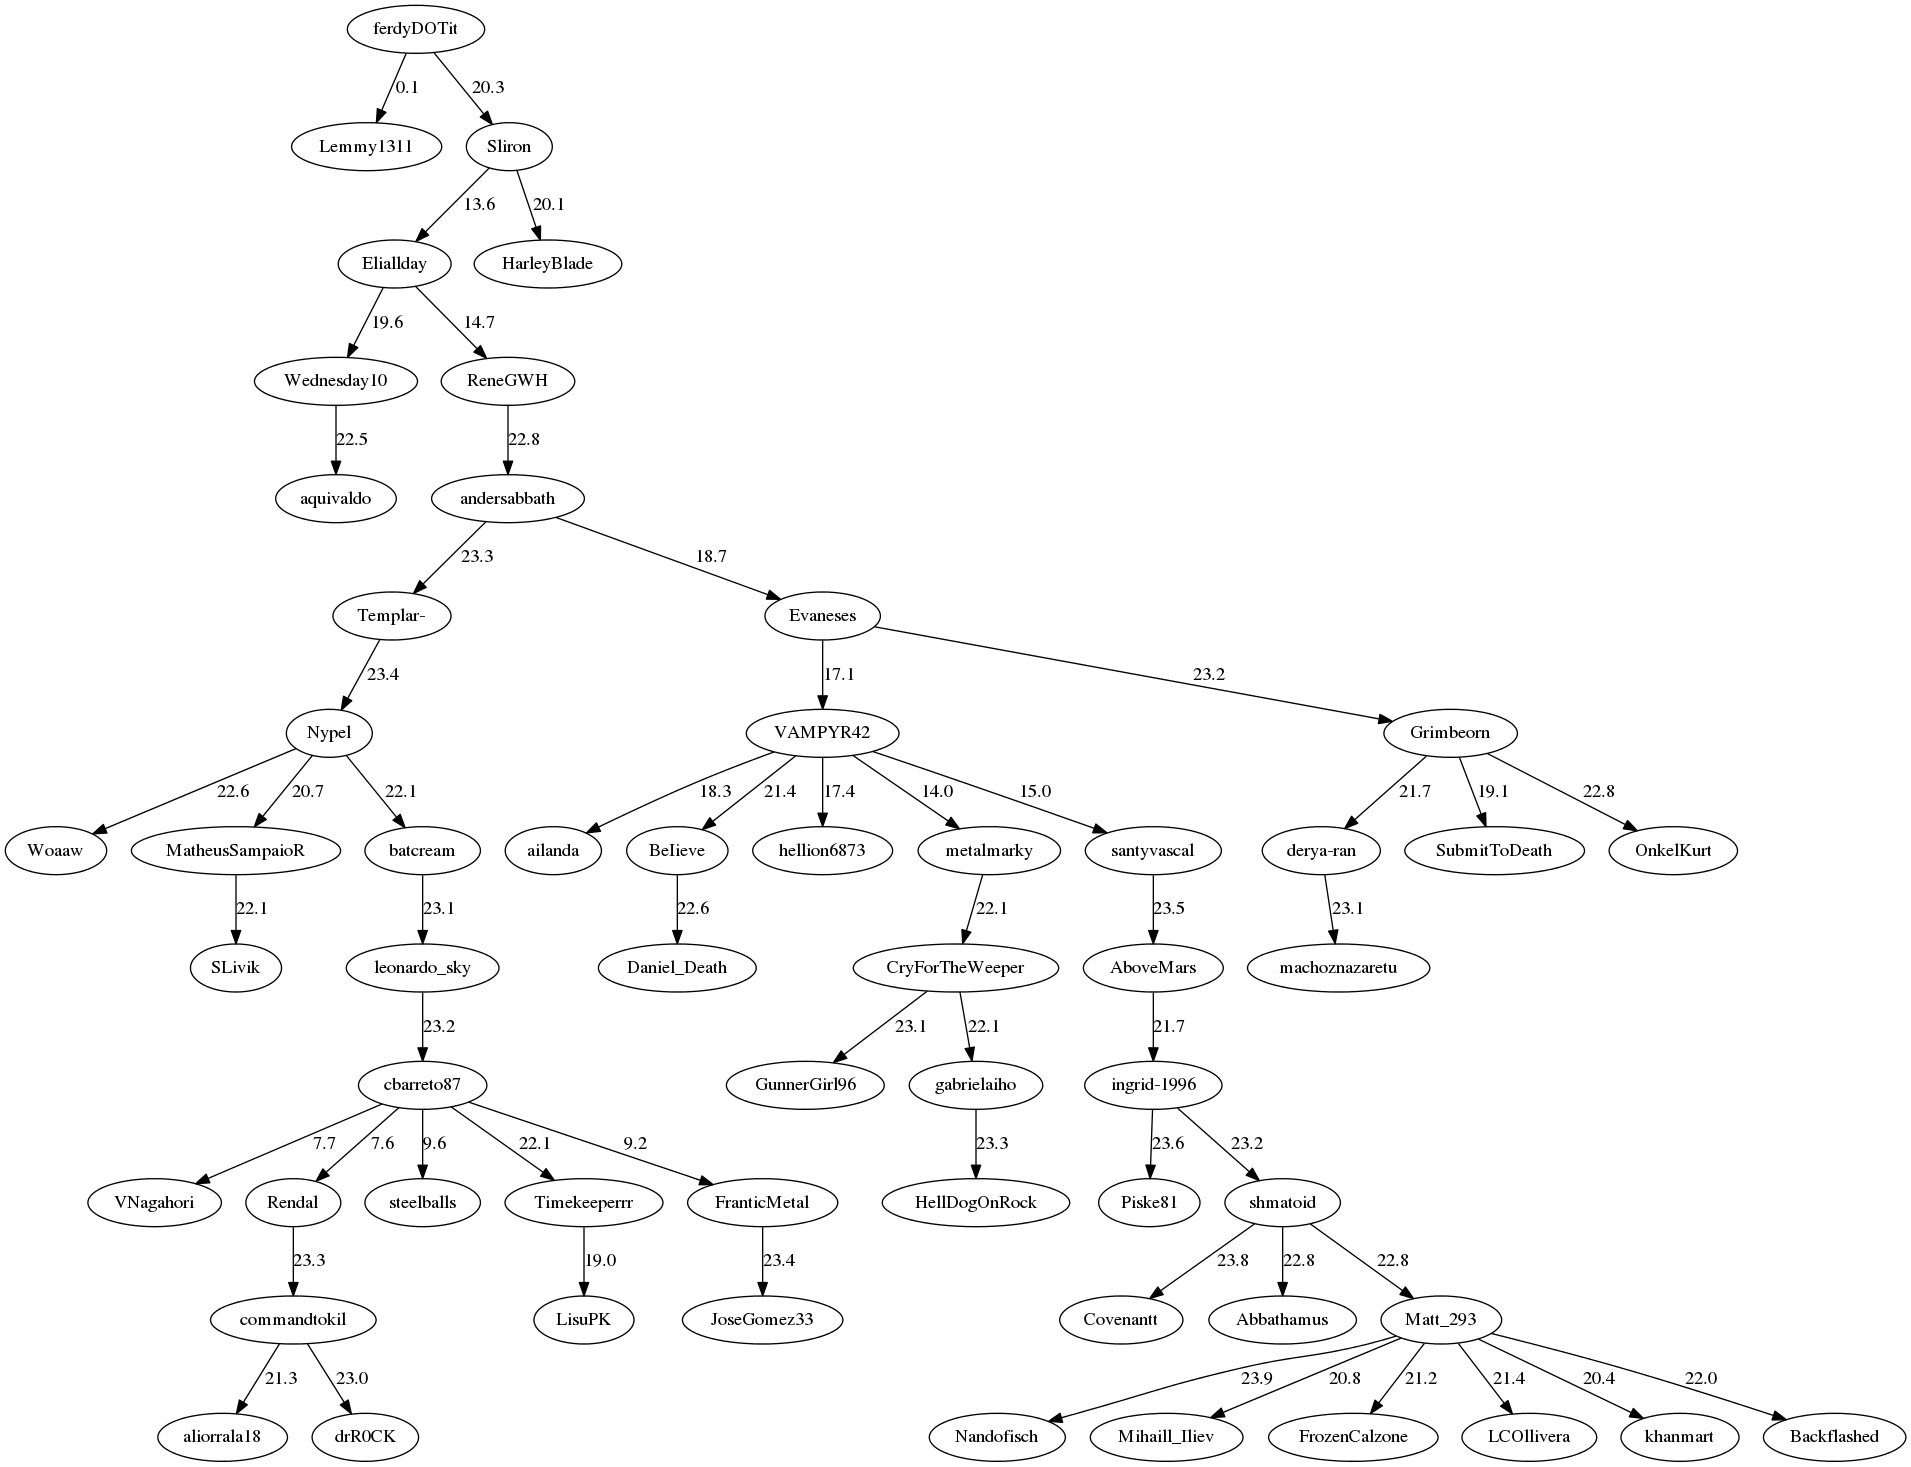 ferdyDOTit
0.1 20.3
Lemmy1311 Sliron
13.6 20.1
Eliallday HarleyBlade
19.6 14.7
Wednesday10 ReneGWH
22.5 22.8
aquivaldo andersabbath
23.3 18.7
Templar- Evaneses
23.4 17.1 23.2
Nypel VAMPYR42 Grimbeorn
22.6 20.7 22.1 18.3 21.4 17.4 14.0 15.0 21.7 19.1 22.8
Woaaw MatheusSampaioR batcream ailanda BeIieve hellion6873 metalmarky santyvascal derya-ran SubmitToDeath OnkelKurt
22.1 23.1 22.6 22.1 23.5 23.1
SLivik leonardo_sky Daniel_Death CryForTheWeeper AboveMars machoznazaretu
23.2 23.1 22.1 21.7
cbarreto87 GunnerGirl96 gabrielaiho ingrid-1996
7.7 7.6 9.6 22.1 9.2 23.3 23.6 23.2
VNagahori Rendal steelballs Timekeeperrr FranticMetal HellDogOnRock Piske81 shmatoid
23.3 19.0 23.4 23.8 22.8 22.8
commandtokil LisuPK JoseGomez33 Covenantt Abbathamus Matt_293
21.3 23.0 23.9 20.8 21.2 21.4 20.4 22.0
aliorrala18 drR0CK Nandofisch Mihaill_Iliev FrozenCalzone LCOllivera khanmart Backflashed